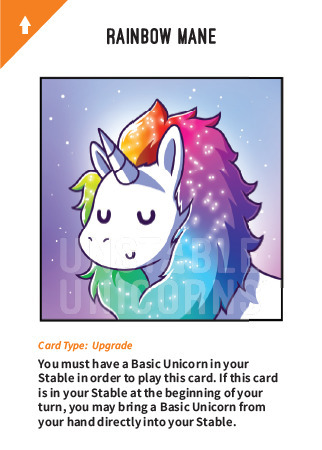 RAINBOW MANE
UNSTABLE
UNICORNS
Card Type: Upgrade
You must have a Basic Unicorn in your
Stable in order to play this card. If this card
is in your Stable at the beginning of your
turn, you may bring a Basic Unicorn from
your hand directly into your Stable.